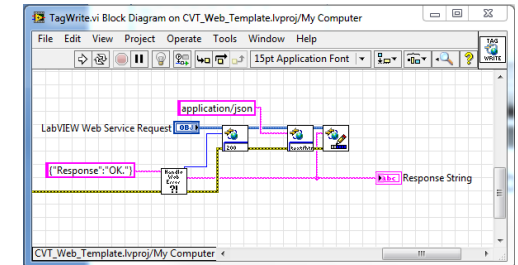 TagWrite.vi Block Diagram on CVT_Web_Template.lvproj/My Computer
File Edit View Project Operate Tools Window Help
15pt Application Font
TAG
WRITE
application/json
LabVIEW Web Service Request
OBJ
200
{"Response":"OK."}
Handle
Web
Error
?!
abc
Response String
CVT_Web_Template.lvproj/My Computer